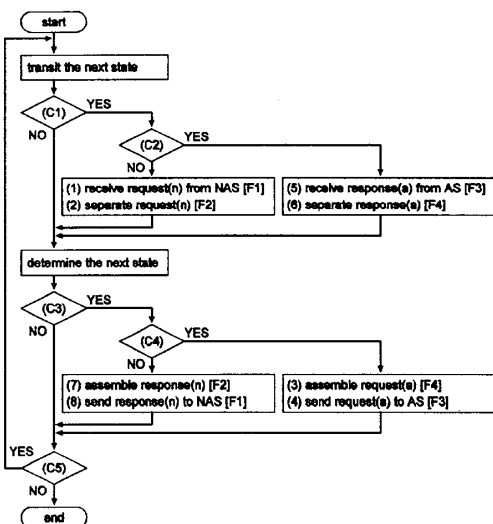 start
transit the next state
(C1)
YES
NO
(C2)
YES
NO
(1) receive request(n) from NAS [F1]
(2) separate request(n) [F2]
(5) receive response(a) from AS [F3]
(6) separate response(a) [F4]
determine the next state
(C3)
YES
NO
(C4)
YES
NO
(7) assemble response(n) [F2]
(8) send response(n) to NAS [F1]
(3) assemble request(a) [F4]
(4) send request(a) to AS [F3]
YES
(C5)
NO
end